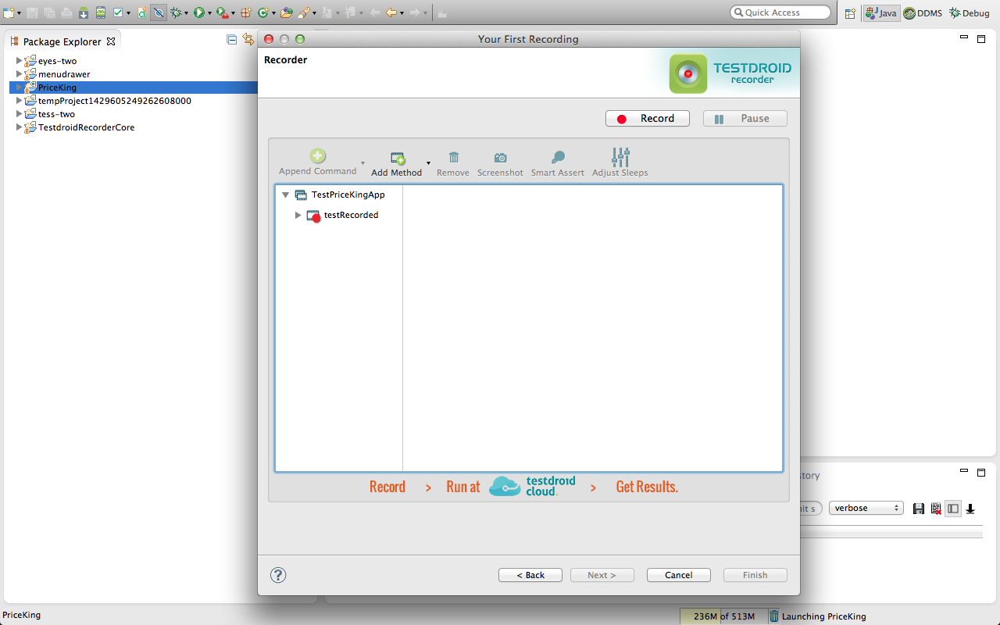 Quick Access
Java
DDMS
Debug
Package Explorer
eyes-two
menudrawer
PriceKing
tempProject1429605249262608000
tess-two
TestdroidRecorderCore
Your First Recording
Recorder
TESTDROID
recorder
Record
Pause
Append Command
Add Method
Remove
Screenshot
Smart Assert
Adjust Sleeps
TestPriceKingApp
testRecorded
Record > Run at testdroid cloud. > Get Results.
story
it s
verbose
?
< Back
Next >
Cancel
Finish
PriceKing
236M of 513M
Launching PriceKing